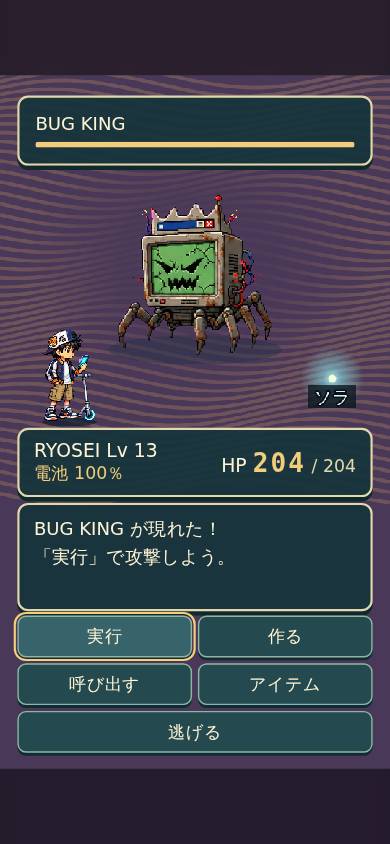 BUG KING
ソラ
RYOSEI Lv 13
電池 100％
HP 204 / 204
BUG KING が現れた！
「実行」で攻撃しよう。
実行
作る
呼び出す
アイテム
逃げる